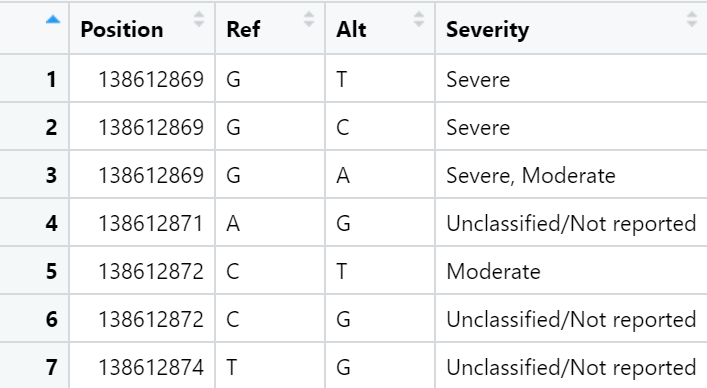 Position Ref Alt Severity
1 138612869 G T Severe
2 138612869 G C Severe
3 138612869 G A Severe, Moderate
4 138612871 A G Unclassified/Not reported
5 138612872 C T Moderate
6 138612872 C G Unclassified/Not reported
7 138612874 T G Unclassified/Not reported